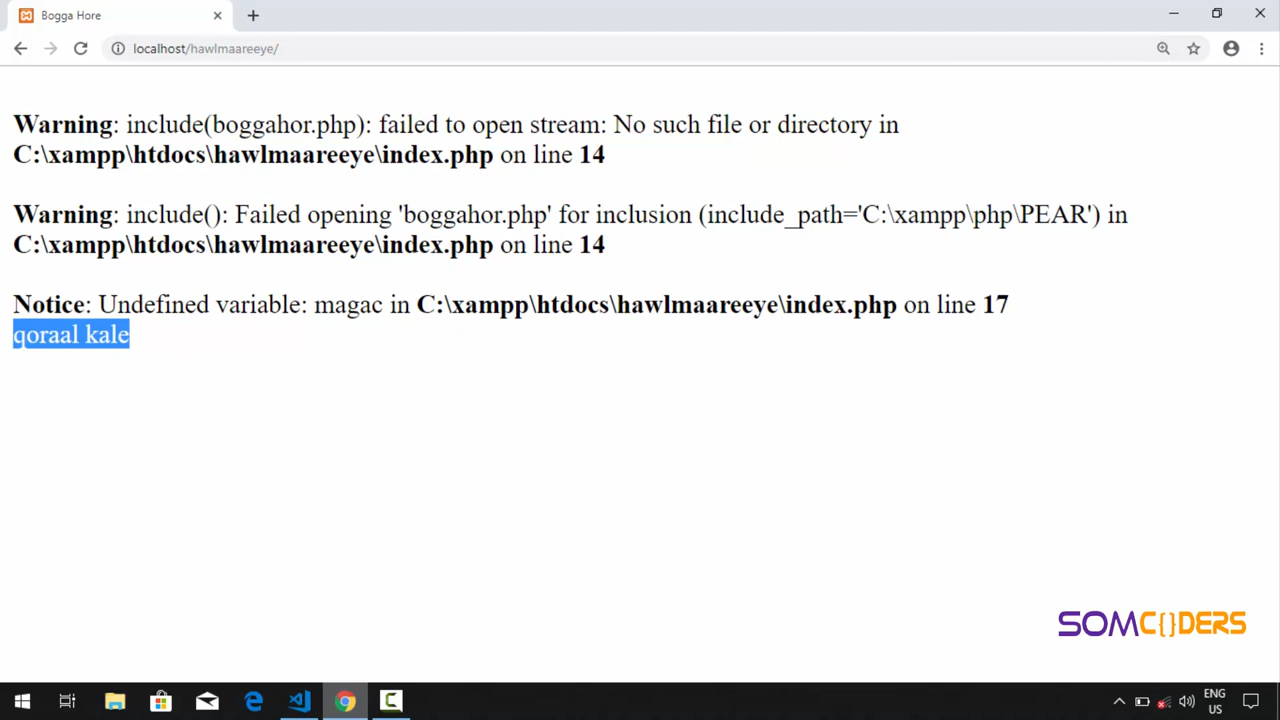 Bogga Hore
localhost/hawlmaareeye/
Warning: include(boggahor.php): failed to open stream: No such file or directory in
C:\xampp\htdocs\hawlmaareeye\index.php on line 14
Warning: include(): Failed opening 'boggahor.php' for inclusion (include_path='C:\xampp\php\PEAR') in
C:\xampp\htdocs\hawlmaareeye\index.php on line 14
Notice: Undefined variable: magac in C:\xampp\htdocs\hawlmaareeye\index.php on line 17
qoraal kale
SOMC{}DERS
ENG
US